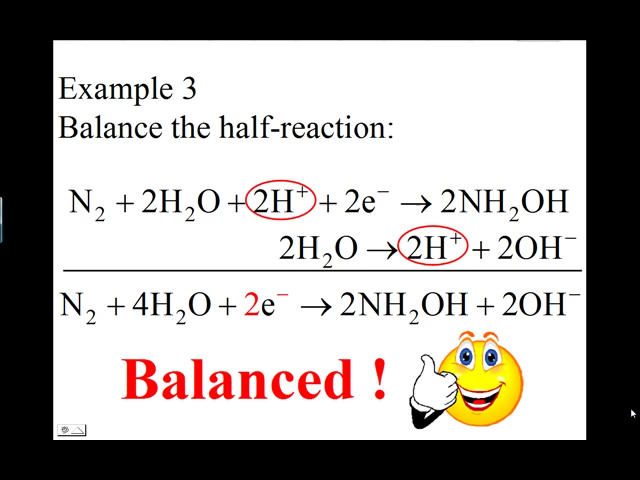 Example 3
Balance the half-reaction:
N₂ + 2H₂O + 2H⁺ + 2e⁻ → 2NH₂OH
2H₂O → 2H⁺ + 2OH⁻
N₂ + 4H₂O + 2e⁻ → 2NH₂OH + 2OH⁻
Balanced !